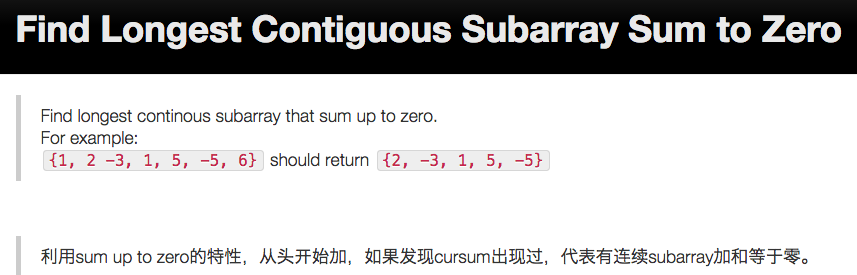 Find Longest Contiguous Subarray Sum to Zero
Find longest continous subarray that sum up to zero.
For example:
{1, 2 -3, 1, 5, -5, 6} should return {2, -3, 1, 5, -5}
利用sum up to zero的特性，从头开始加，如果发现cursum出现过，代表有连续subarray加和等于零。